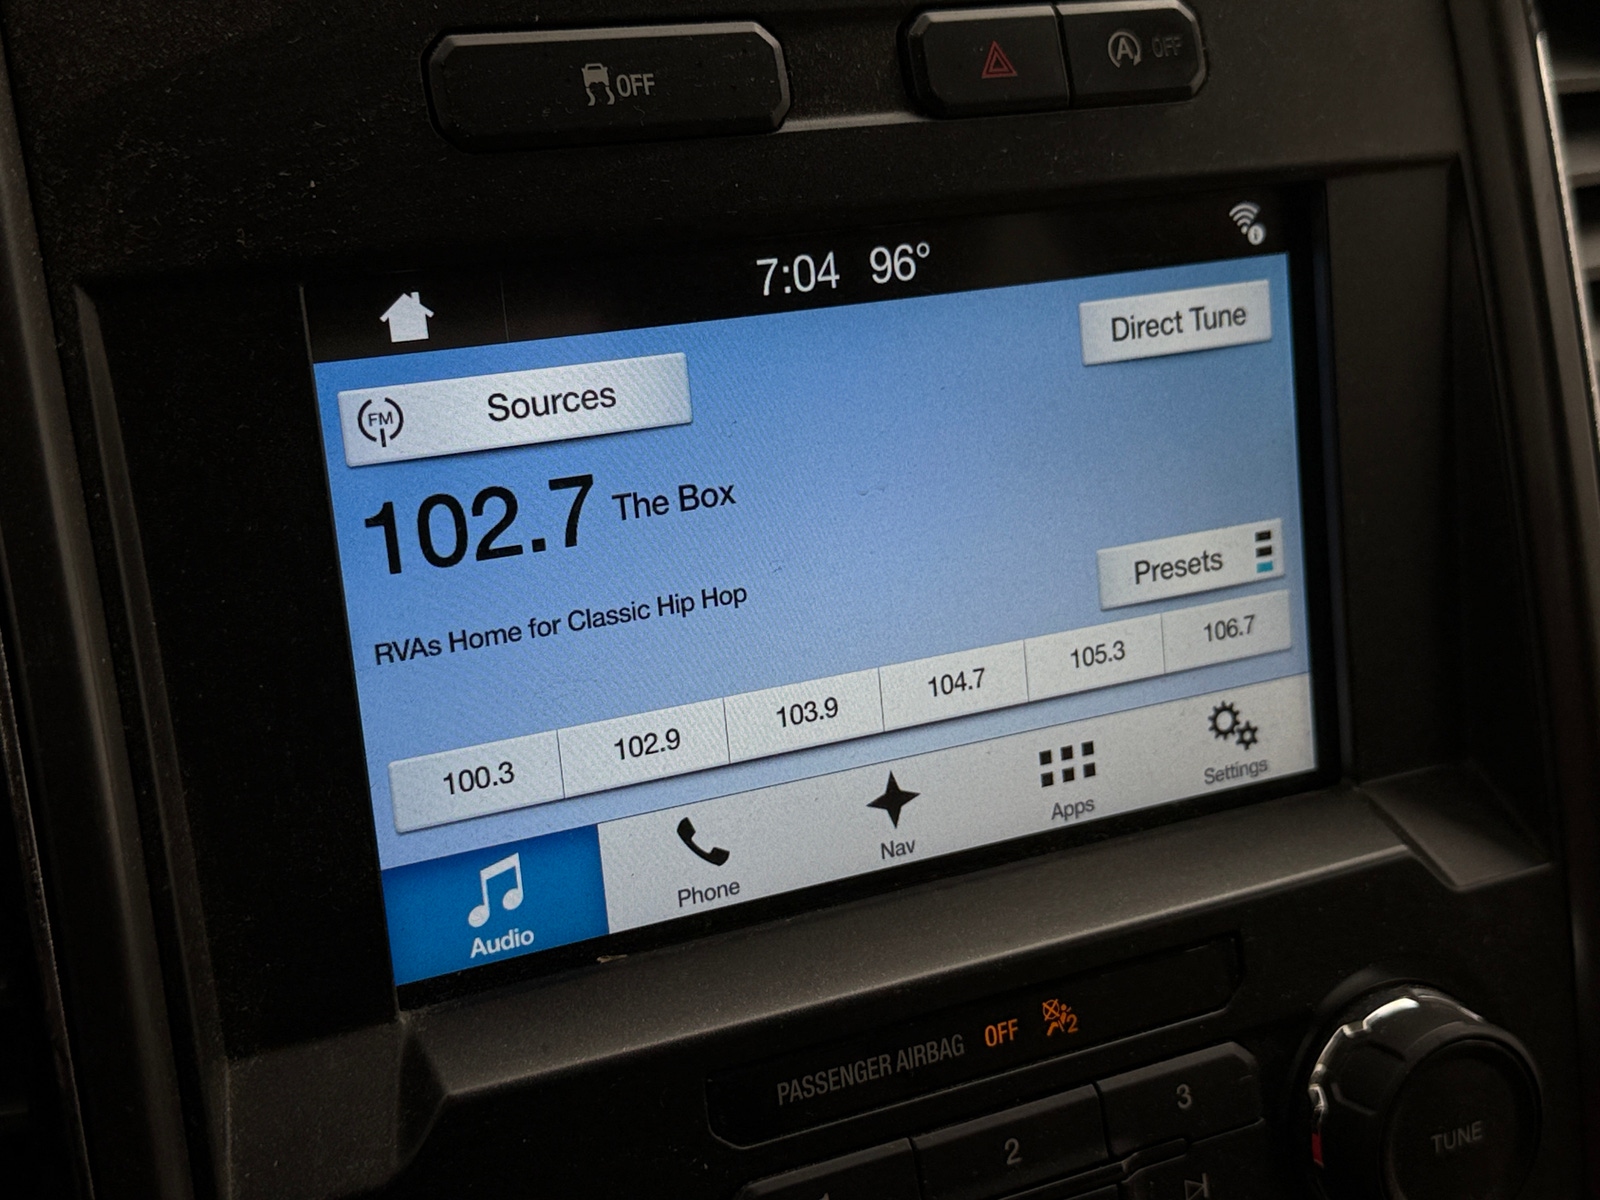 OFF
A OFF
7:04 96°
Direct Tune
FM Sources
102.7 The Box
Presets
RVAs Home for Classic Hip Hop
100.3 102.9 103.9 104.7 105.3 106.7
Audio Phone Nav Apps Settings
PASSENGER AIRBAG OFF 2
2 3
TUNE